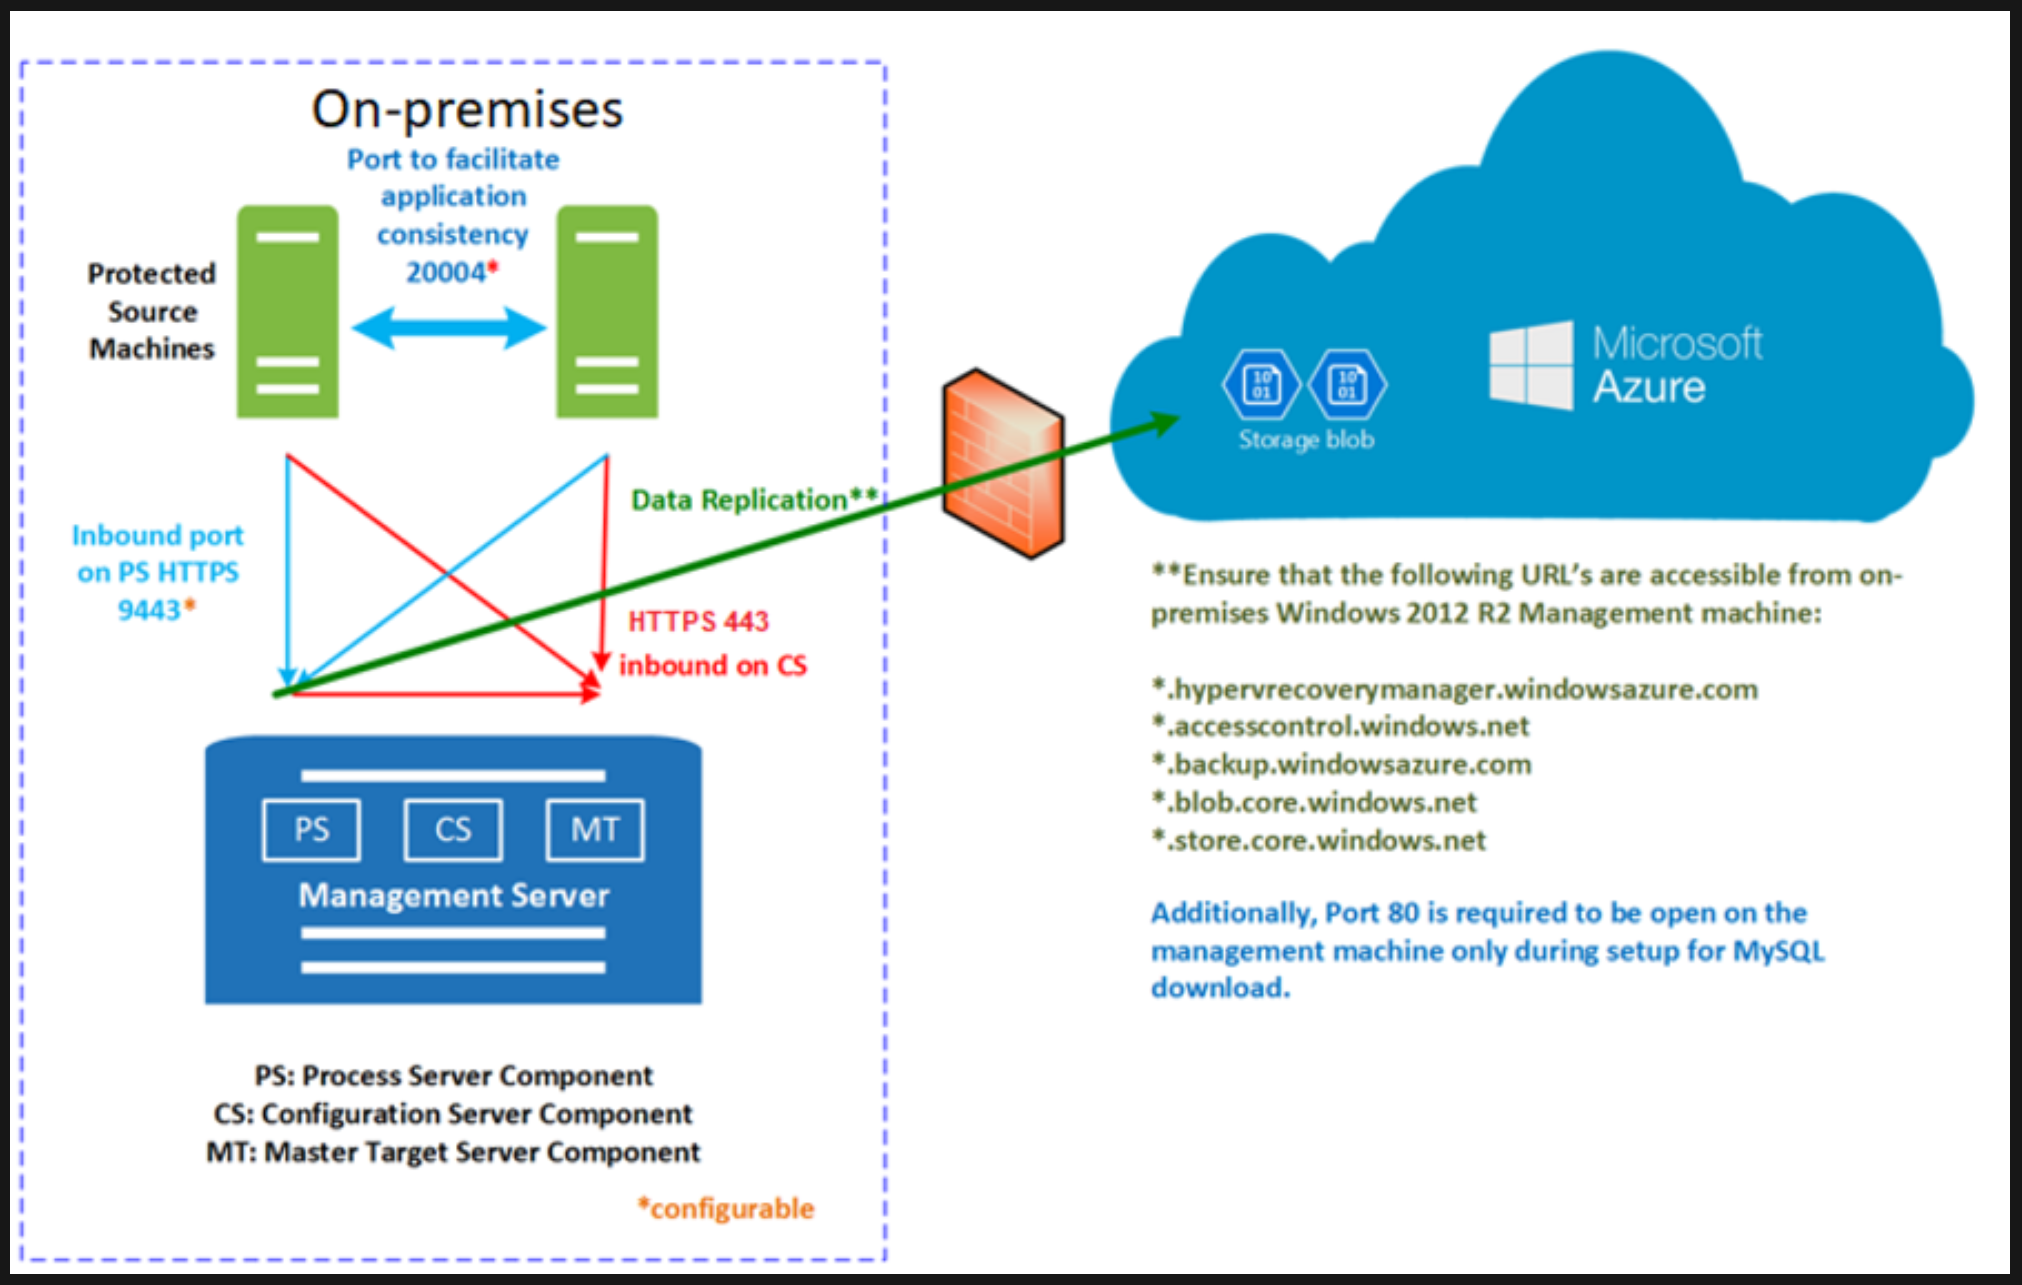 On-premises
Port to facilitate
application
consistency
20004*
Protected
Source
Machines
Inbound port
on PS HTTPS
9443*
Data Replication**
HTTPS 443
inbound on CS
PS
CS
MT
Management Server
PS: Process Server Component
CS: Configuration Server Component
MT: Master Target Server Component
*configurable
10
01
10
01
Storage blob
Microsoft
Azure
**Ensure that the following URL's are accessible from on-
premises Windows 2012 R2 Management machine:
*.hypervrecoverymanager.windowsazure.com
*.accesscontrol.windows.net
*.backup.windowsazure.com
*.blob.core.windows.net
*.store.core.windows.net
Additionally, Port 80 is required to be open on the
management machine only during setup for MySQL
download.